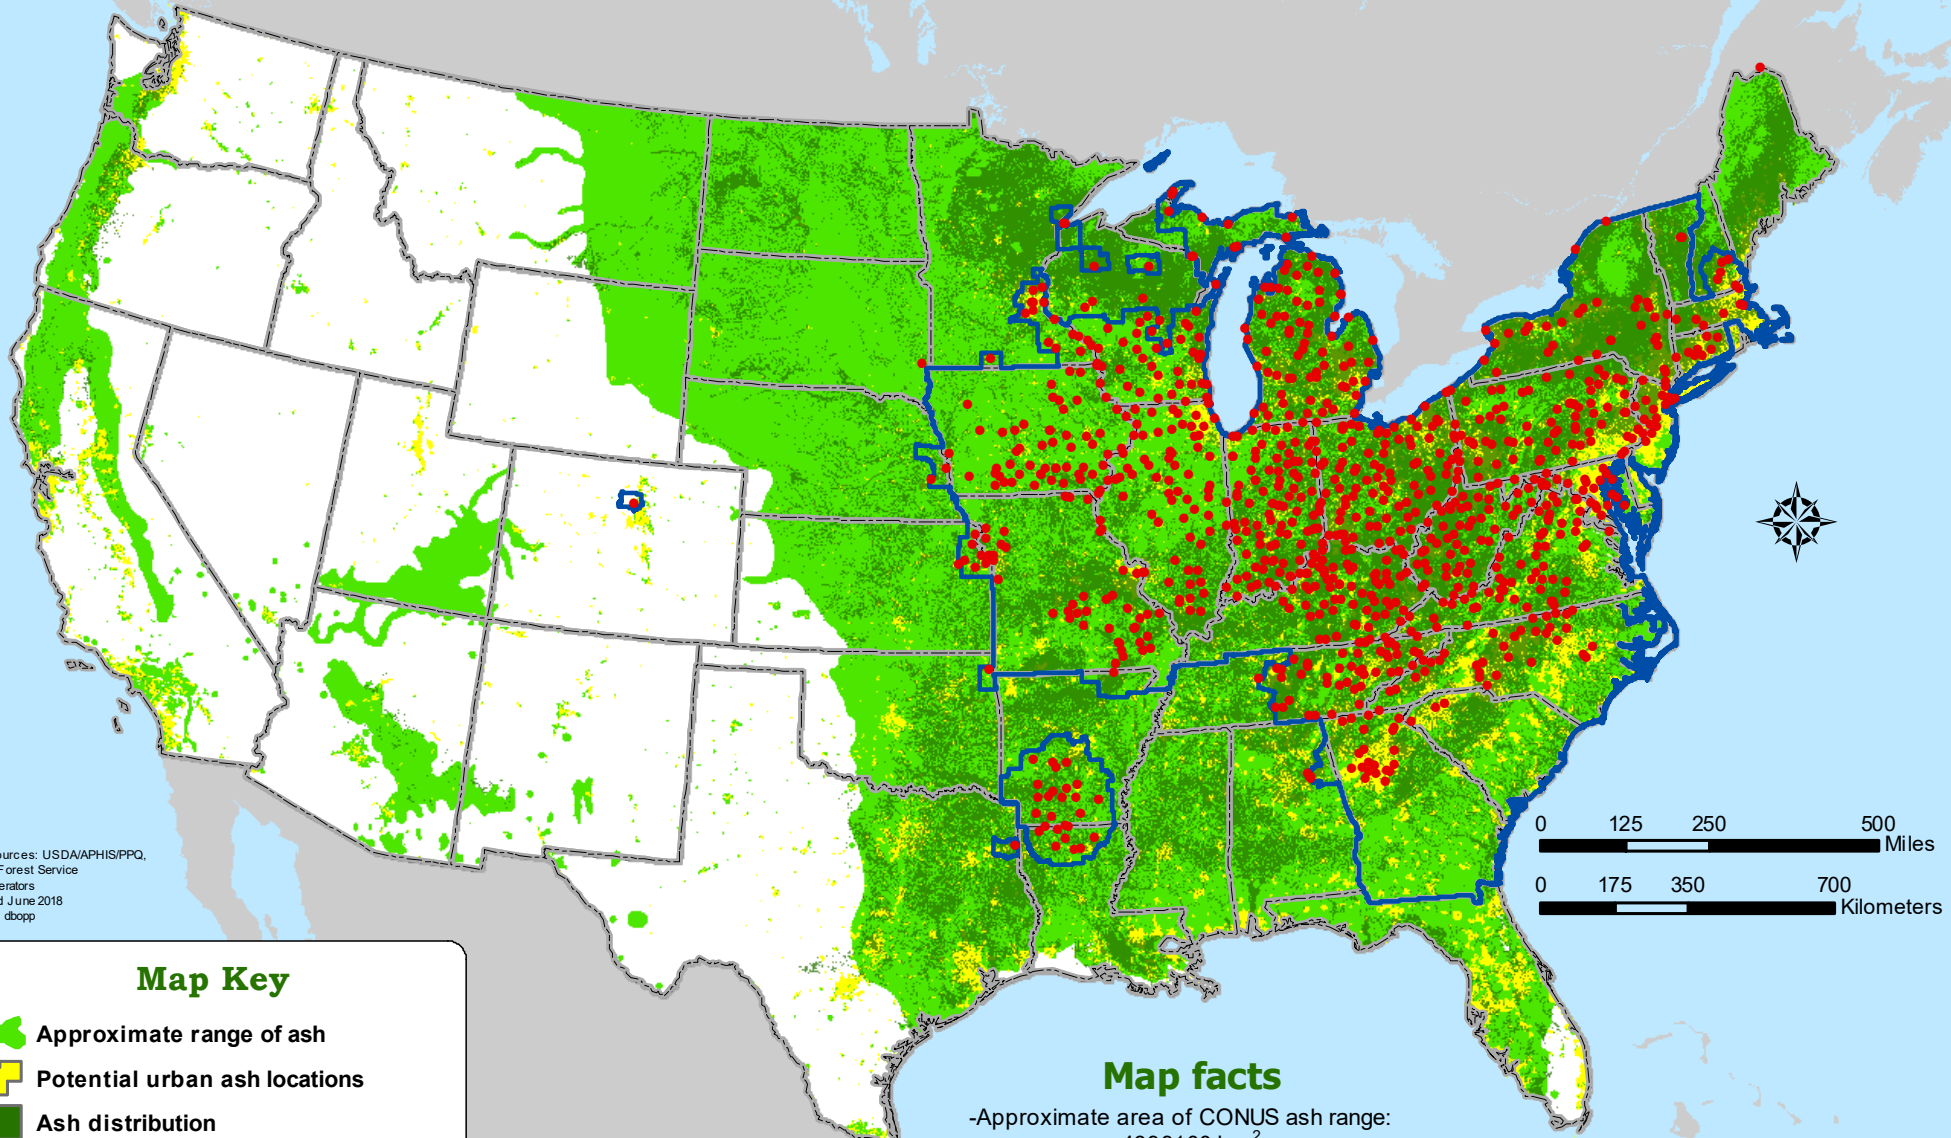 USDA/APHIS/PPQ,
Forest Service
June 2018
dbopp
0 125 250 500
Miles
0 175 350 700
Kilometers
Map Key
Approximate range of ash
Potential urban ash locations
Ash distribution
Map facts
-Approximate area of CONUS ash range: